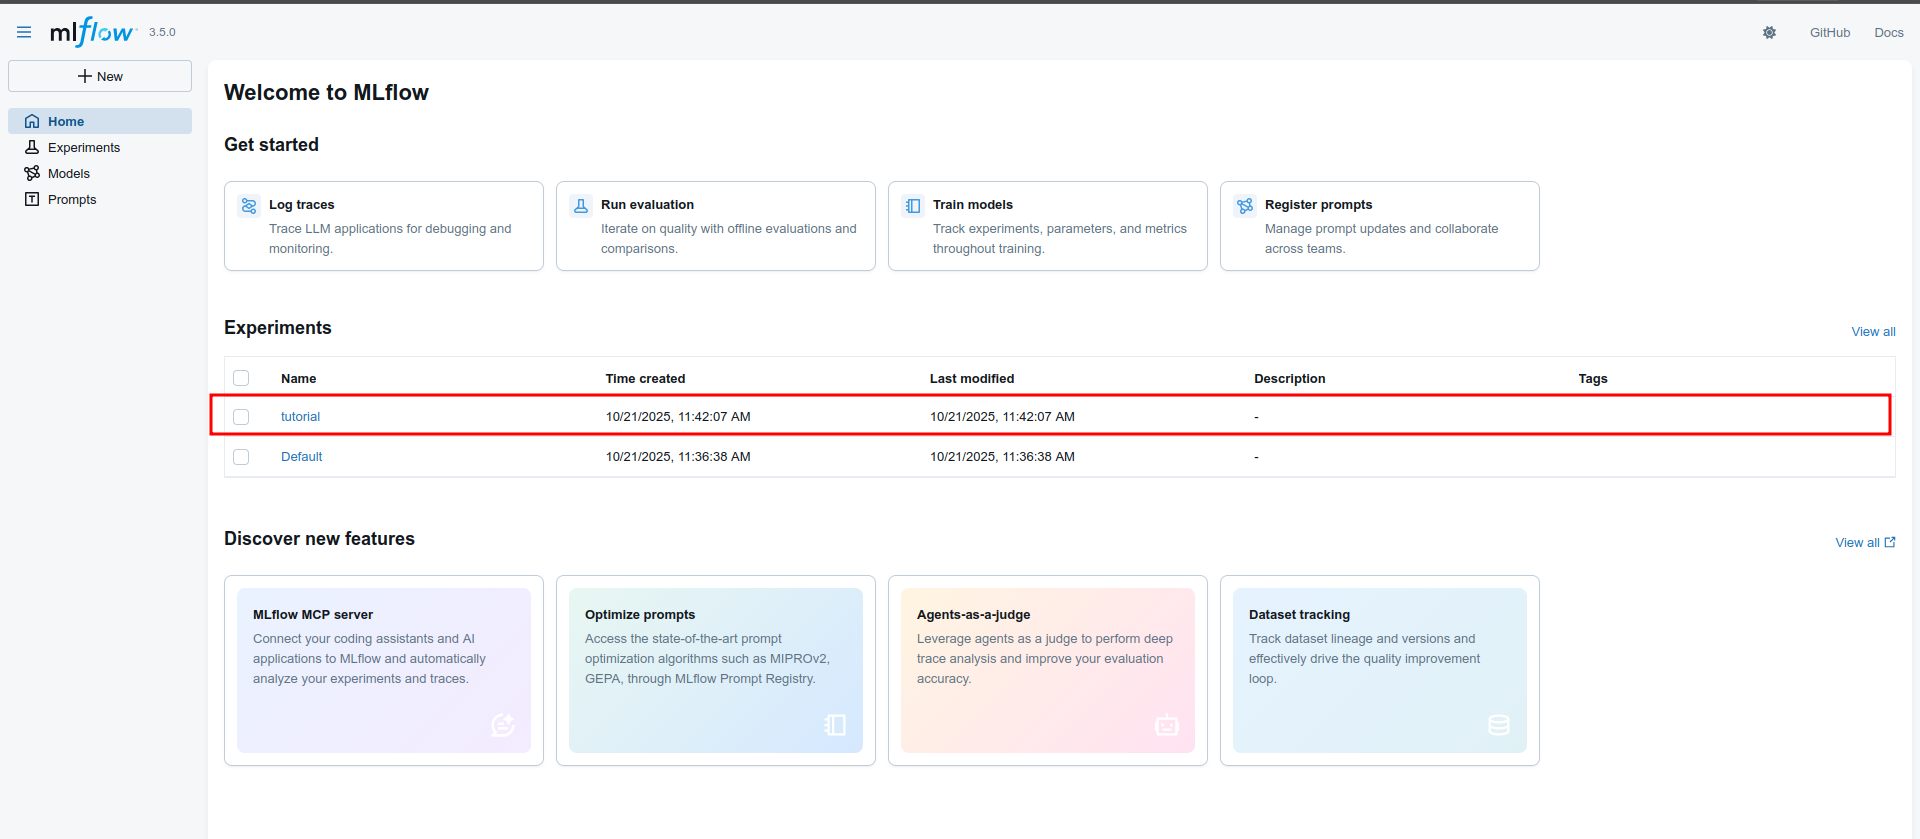 mlflow 3.5.0
GitHub Docs
New
Home
Experiments
Models
Prompts
Welcome to MLflow
Get started
Log traces
Trace LLM applications for debugging and
monitoring.
Run evaluation
Iterate on quality with offline evaluations and
comparisons.
Train models
Track experiments, parameters, and metrics
throughout training.
Register prompts
Manage prompt updates and collaborate
across teams.
Experiments
View all
Name Time created Last modified Description Tags
tutorial 10/21/2025, 11:42:07 AM 10/21/2025, 11:42:07 AM -
Default 10/21/2025, 11:36:38 AM 10/21/2025, 11:36:38 AM -
Discover new features
View all
MLflow MCP server
Connect your coding assistants and AI
applications to MLflow and automatically
analyze your experiments and traces.
Optimize prompts
Access the state-of-the-art prompt
optimization algorithms such as MIPROv2,
GEPA, through MLflow Prompt Registry.
Agents-as-a-judge
Leverage agents as a judge to perform deep
trace analysis and improve your evaluation
accuracy.
Dataset tracking
Track dataset lineage and versions and
effectively drive the quality improvement
loop.